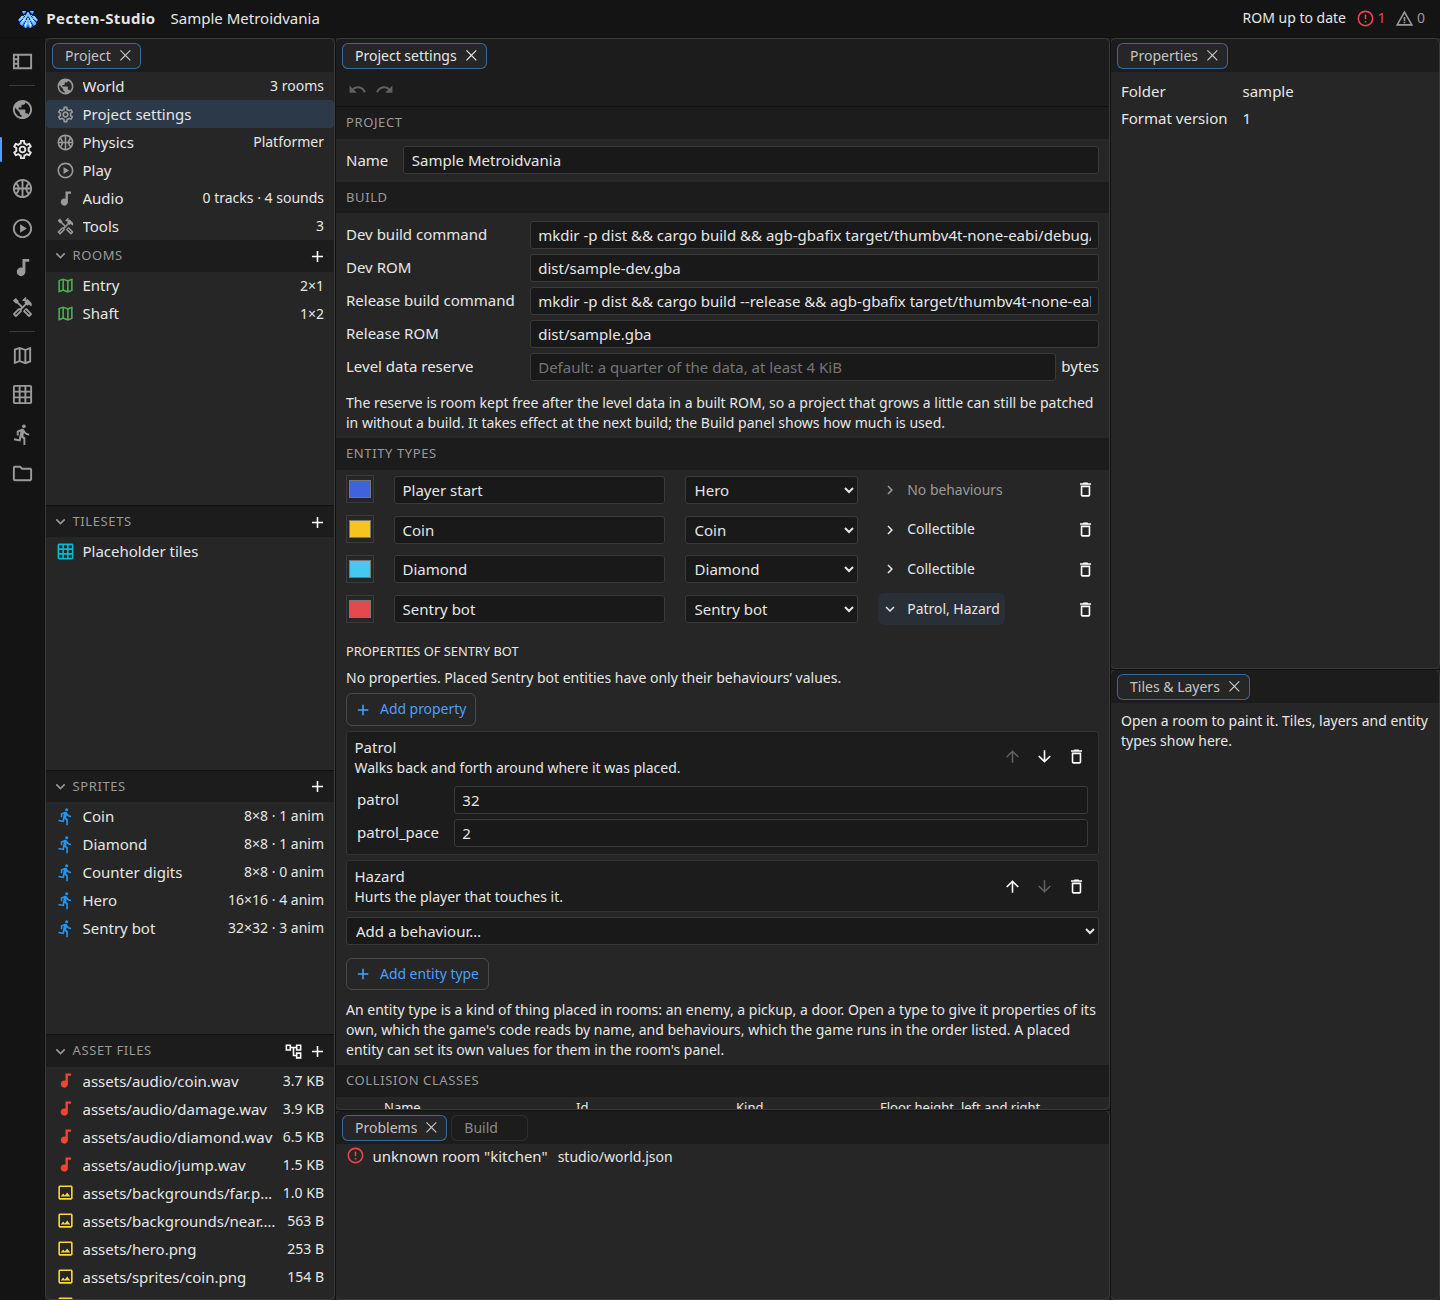 Pecten-Studio Sample Metroidvania ROM up to date 1 0
Project
World 3 rooms
Project settings
Physics Platformer
Play
Audio 0 tracks · 4 sounds
Tools 3
ROOMS
Entry 2×1
Shaft 1×2
TILESETS
Placeholder tiles
SPRITES
Coin 8×8 · 1 anim
Diamond 8×8 · 1 anim
Counter digits 8×8 · 0 anim
Hero 16×16 · 4 anim
Sentry bot 32×32 · 3 anim
ASSET FILES
assets/audio/coin.wav 3.7 KB
assets/audio/damage.wav 3.9 KB
assets/audio/diamond.wav 6.5 KB
assets/audio/jump.wav 1.5 KB
assets/backgrounds/far.p... 1.0 KB
assets/backgrounds/near.... 563 B
assets/hero.png 253 B
assets/sprites/coin.png 154 B
Project settings
PROJECT
Name Sample Metroidvania
BUILD
Dev build command mkdir -p dist && cargo build && agb-gbafix target/thumbv4t-none-eabi/debug/
Dev ROM dist/sample-dev.gba
Release build command mkdir -p dist && cargo build --release && agb-gbafix target/thumbv4t-none-eal
Release ROM dist/sample.gba
Level data reserve Default: a quarter of the data, at least 4 KiB bytes
The reserve is room kept free after the level data in a built ROM, so a project that grows a little can still be patched
in without a build. It takes effect at the next build; the Build panel shows how much is used.
ENTITY TYPES
Player start Hero No behaviours
Coin Coin Collectible
Diamond Diamond Collectible
Sentry bot Sentry bot Patrol, Hazard
PROPERTIES OF SENTRY BOT
No properties. Placed Sentry bot entities have only their behaviours’ values.
Add property
Patrol
Walks back and forth around where it was placed.
patrol 32
patrol_pace 2
Hazard
Hurts the player that touches it.
Add a behaviour...
Add entity type
An entity type is a kind of thing placed in rooms: an enemy, a pickup, a door. Open a type to give it properties of its
own, which the game's code reads by name, and behaviours, which the game runs in the order listed. A placed
entity can set its own values for them in the room's panel.
COLLISION CLASSES
Name Id Kind Floor height, left and right
Problems Build
unknown room "kitchen" studio/world.json
Properties
Folder sample
Format version 1
Tiles & Layers
Open a room to paint it. Tiles, layers and entity
types show here.